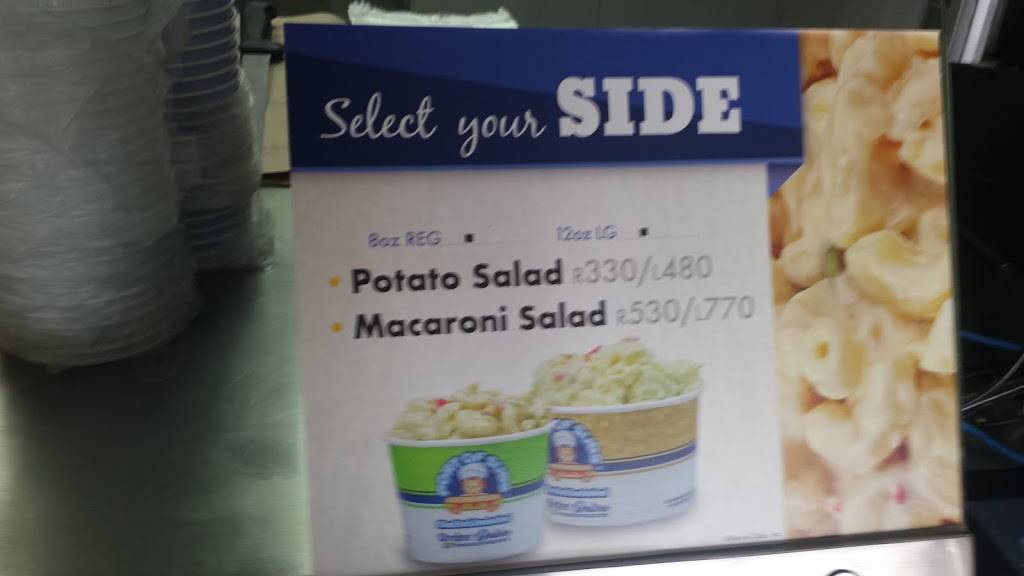 Select your SIDE
8oz REG 12oz LG
• Potato Salad R330/L480
• Macaroni Salad R530/L770